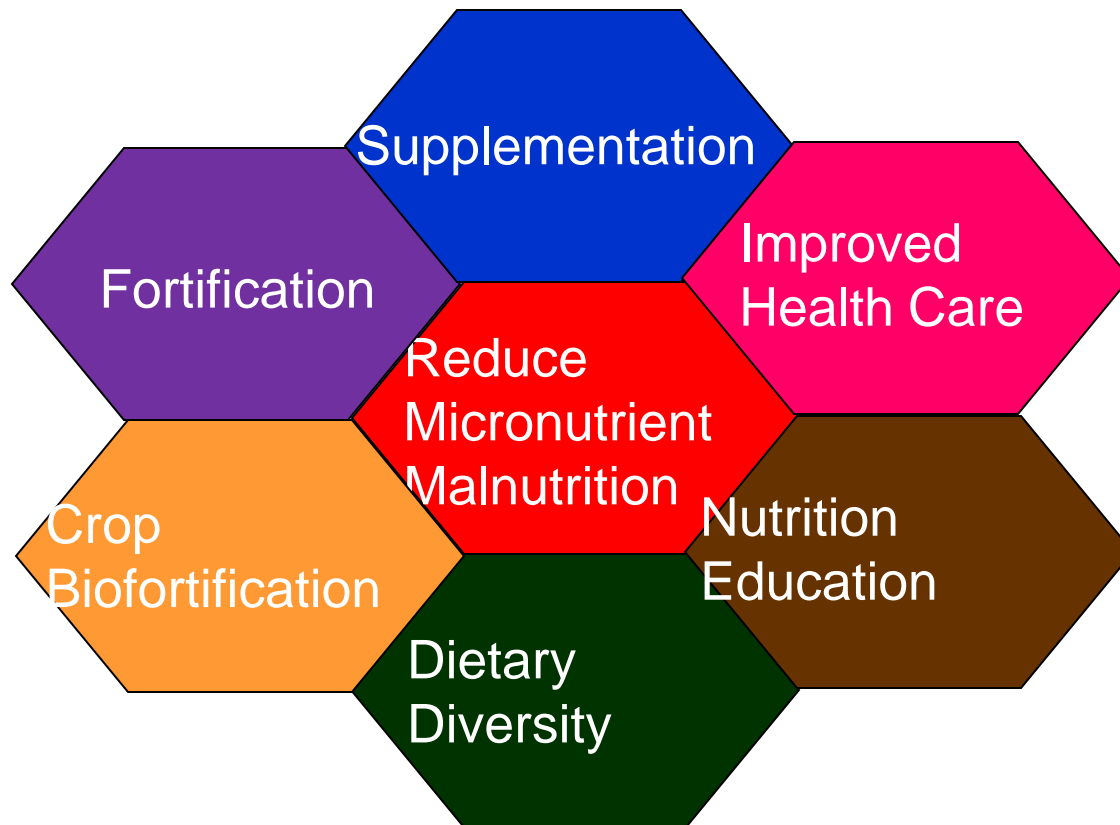 Supplementation
Fortification
Improved
Health Care
Reduce
Micronutrient
Malnutrition
Crop
Biofortification
Nutrition
Education
Dietary
Diversity